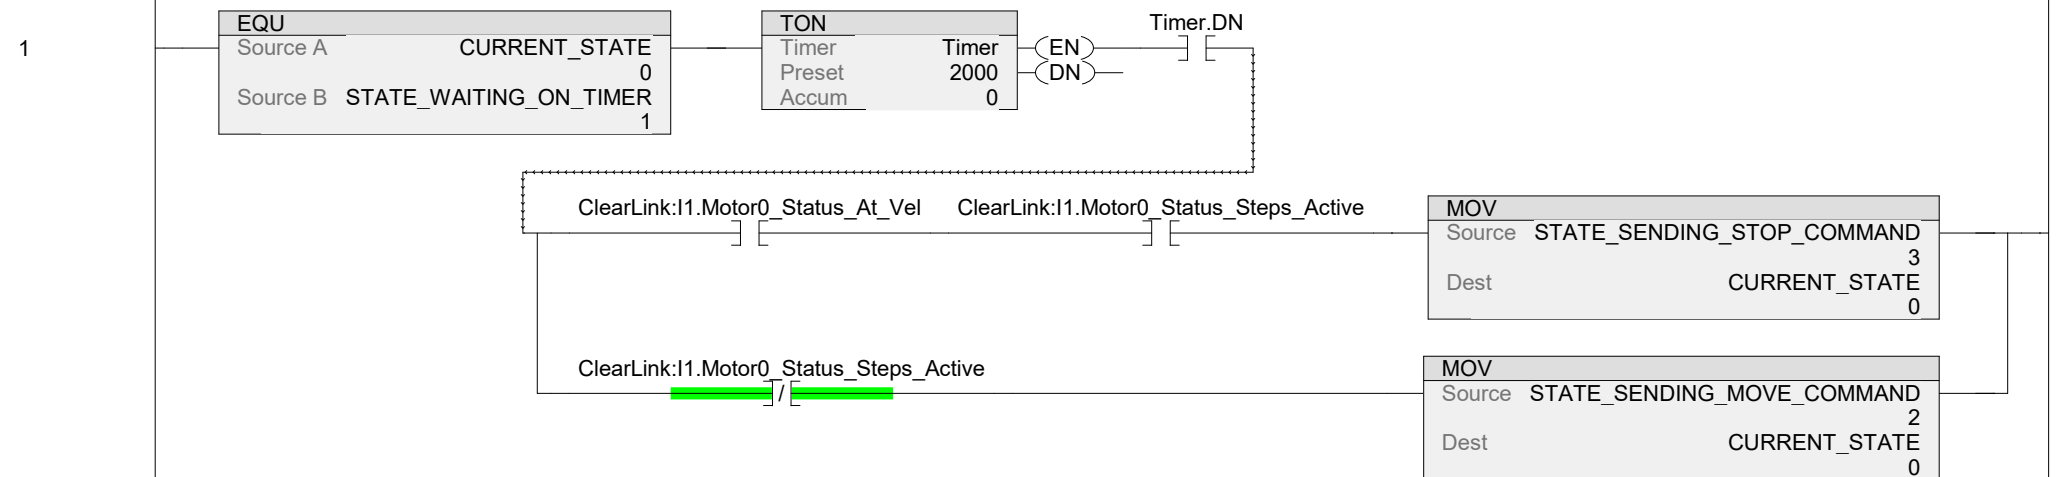 EQU
TON
Timer.DN
1
Source A CURRENT_STATE
Timer Timer
EN
0
Preset 2000
DN
Source B STATE_WAITING_ON_TIMER
Accum 0
1
ClearLink:I1.Motor0_Status_At_Vel
ClearLink:I1.Motor0_Status_Steps_Active
MOV
Source STATE_SENDING_STOP_COMMAND
3
Dest CURRENT_STATE
0
ClearLink:I1.Motor0_Status_Steps_Active
/
MOV
Source STATE_SENDING_MOVE_COMMAND
2
Dest CURRENT_STATE
0